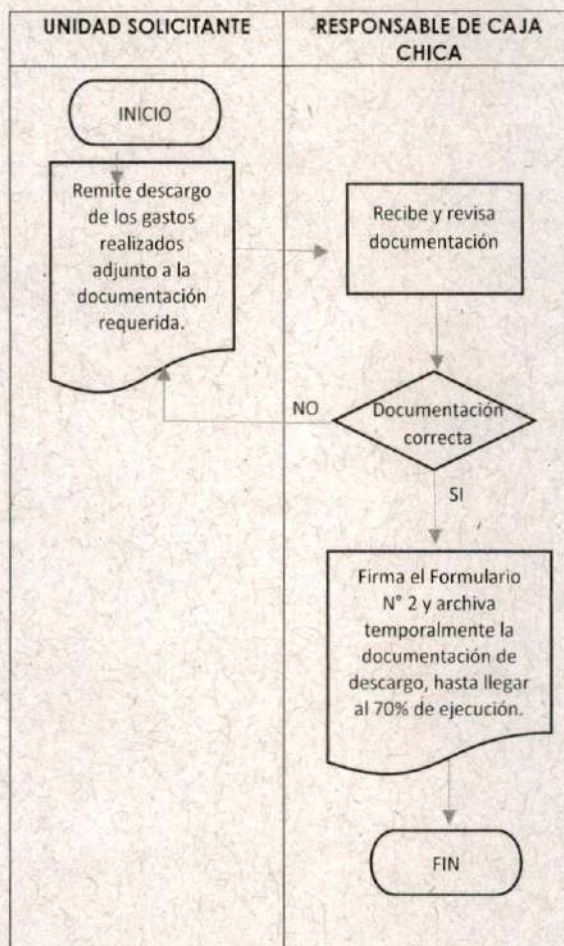 UNIDAD SOLICITANTE
RESPONSABLE DE CAJA
CHICA
INICIO
Remite descargo
de los gastos
realizados
adjunto a la
documentación
requerida.
Recibe y revisa
documentación
NO
Documentación
correcta
SI
Firma el Formulario
N° 2 y archiva
temporalmente la
documentación de
descargo, hasta llegar
al 70% de ejecución.
FIN